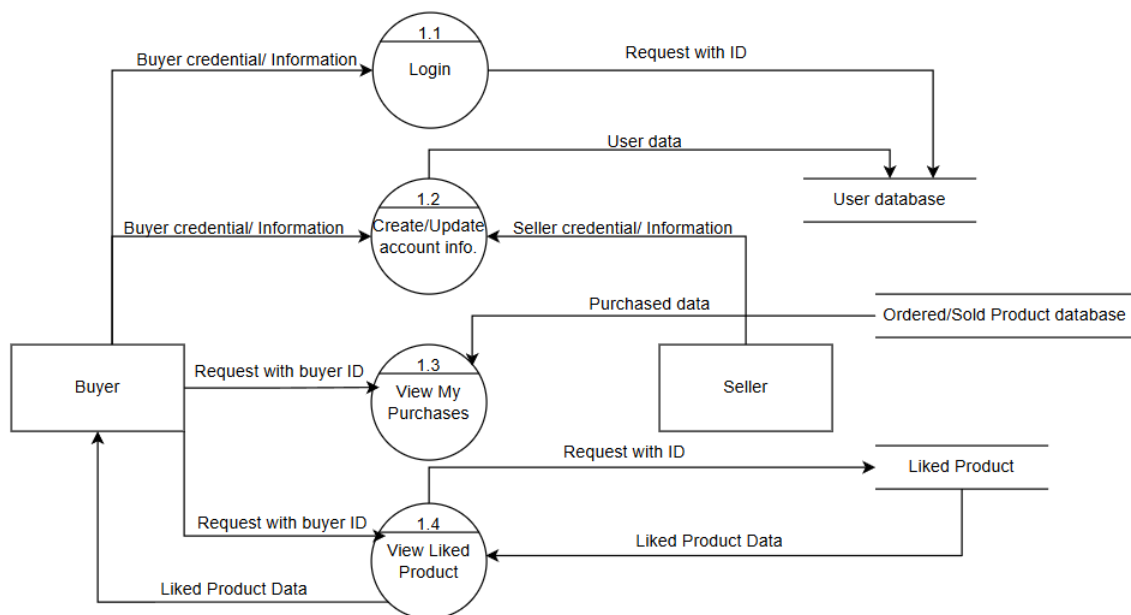 1.1
Login
Buyer credential/ Information
Request with ID
User data
1.2
Create/Update
account info.
User database
Buyer credential/ Information
Seller credential/ Information
Purchased data
Ordered/Sold Product database
Buyer
Request with buyer ID
1.3
View My
Purchases
Seller
Request with ID
Liked Product
Request with buyer ID
1.4
View Liked
Product
Liked Product Data
Liked Product Data